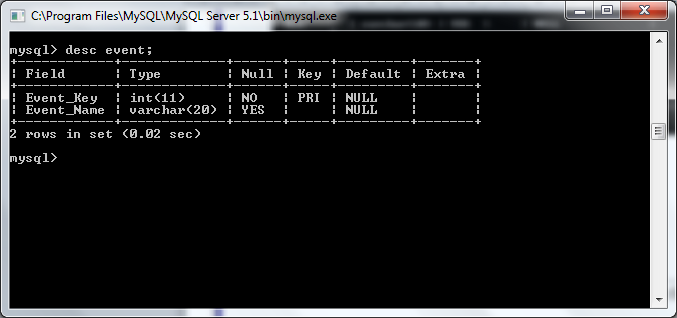 C:\Program Files\MySQL\MySQL Server 5.1\bin\mysql.exe
mysql> desc event;
+------------+-------------+------+-----+---------+-------+
| Field      | Type        | Null | Key | Default | Extra |
+------------+-------------+------+-----+---------+-------+
| Event_Key  | int(11)     | NO   | PRI | NULL    |       |
| Event_Name | varchar(20) | YES  |     | NULL    |       |
+------------+-------------+------+-----+---------+-------+
2 rows in set (0.02 sec)
mysql>